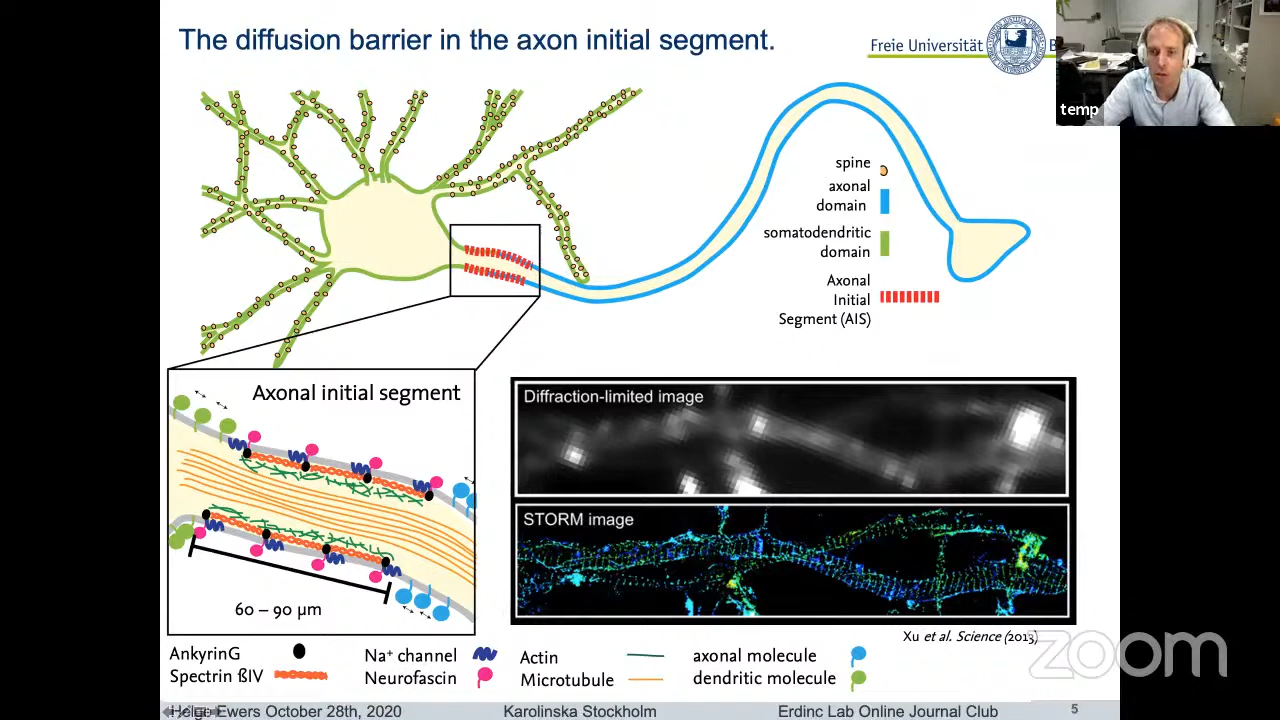 The diffusion barrier in the axon initial segment.
Freie Universität
temp
spine
axonal
domain
somatodendritic
domain
Axonal
Initial
Segment (AIS)
Axonal initial segment
60 – 90 µm
Diffraction-limited image
STORM image
Xu et al. Science (2013)
AnkyrinG
Spectrin ßIV
Na⁺ channel
Neurofascin
Actin
Microtubule
axonal molecule
dendritic molecule
zoom
Helge Ewers October 28th, 2020
Karolinska Stockholm
Erdinc Lab Online Journal Club
5